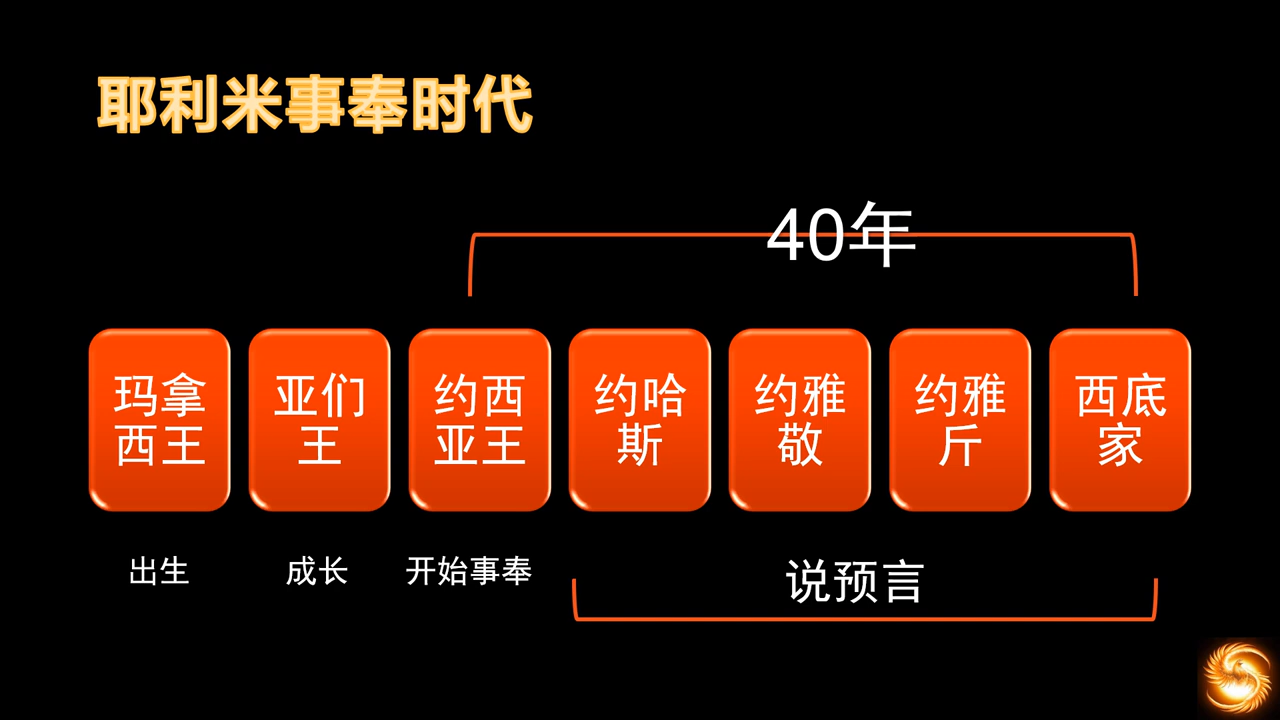 耶利米事奉时代
40年
玛拿
西王
亚们
王
约西
亚王
约哈
斯
约雅
敬
约雅
斤
西底
家
出生
成长
开始事奉
说预言